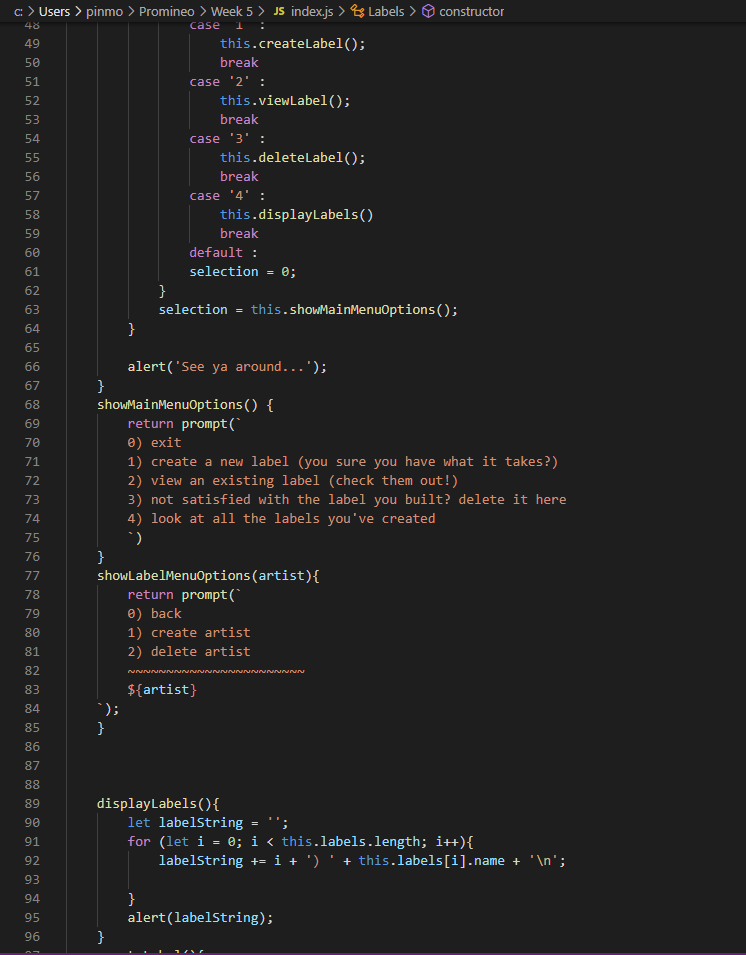 c: > Users > pinmo > Promineo > Week 5 > JS index.js > Labels > constructor
48 case '1' :
49 this.createLabel();
50 break
51 case '2' :
52 this.viewLabel();
53 break
54 case '3' :
55 this.deleteLabel();
56 break
57 case '4' :
58 this.displayLabels()
59 break
60 default :
61 selection = 0;
62 }
63 selection = this.showMainMenuOptions();
64 }
65
66 alert('See ya around...');
67 }
68 showMainMenuOptions() {
69 return prompt(`
70 0) exit
71 1) create a new label (you sure you have what it takes?)
72 2) view an existing label (check them out!)
73 3) not satisfied with the label you built? delete it here
74 4) look at all the labels you've created
75 `)
76 }
77 showLabelMenuOptions(artist){
78 return prompt(`
79 0) back
80 1) create artist
81 2) delete artist
82 ~~~~~~~~~~~~~~~~~~~~~~~
83 ${artist}
84 `);
85 }
86
87
88
89 displayLabels(){
90 let labelString = '';
91 for (let i = 0; i < this.labels.length; i++){
92 labelString += i + ') ' + this.labels[i].name + '\n';
93
94 }
95 alert(labelString);
96 }
97